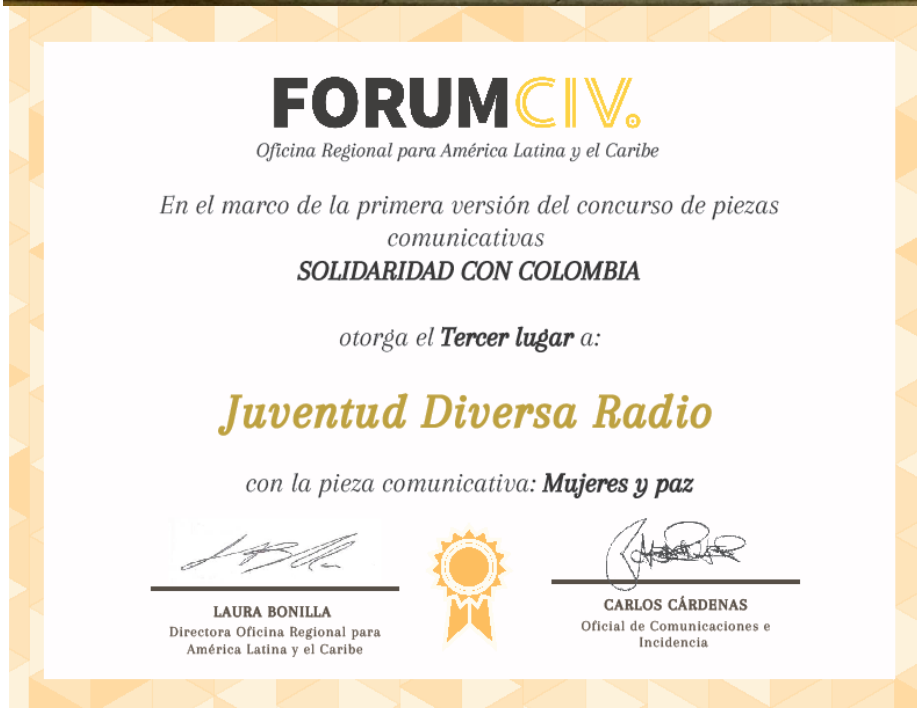 FORUMCIV.
Oficina Regional para América Latina y el Caribe
En el marco de la primera versión del concurso de piezas
comunicativas
SOLIDARIDAD CON COLOMBIA
otorga el Tercer lugar a:
Juventud Diversa Radio
con la pieza comunicativa: Mujeres y paz
LAURA BONILLA
Directora Oficina Regional para
América Latina y el Caribe
CARLOS CÁRDENAS
Oficial de Comunicaciones e
Incidencia